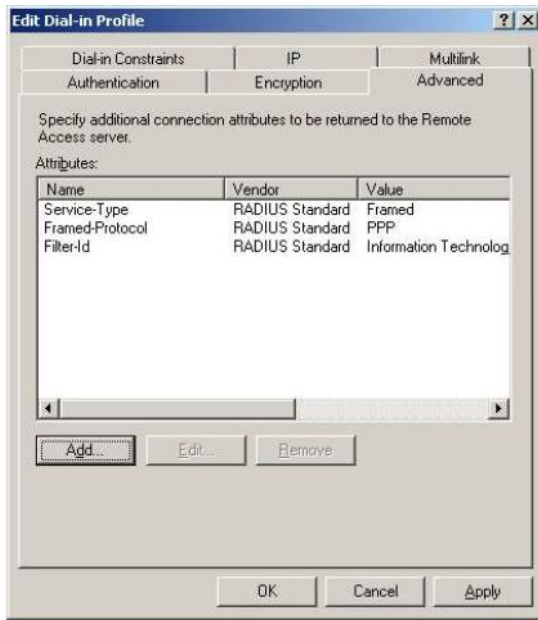 Edit Dial-in Profile
Dial-in Constraints IP Multilink
Authentication Encryption Advanced
Specify additional connection attributes to be returned to the Remote
Access server.
Attributes:
Name Vendor Value
Service-Type RADIUS Standard Framed
Framed-Protocol RADIUS Standard PPP
Filter-Id RADIUS Standard Information Technolog
Add... Edit... Remove
OK Cancel Apply